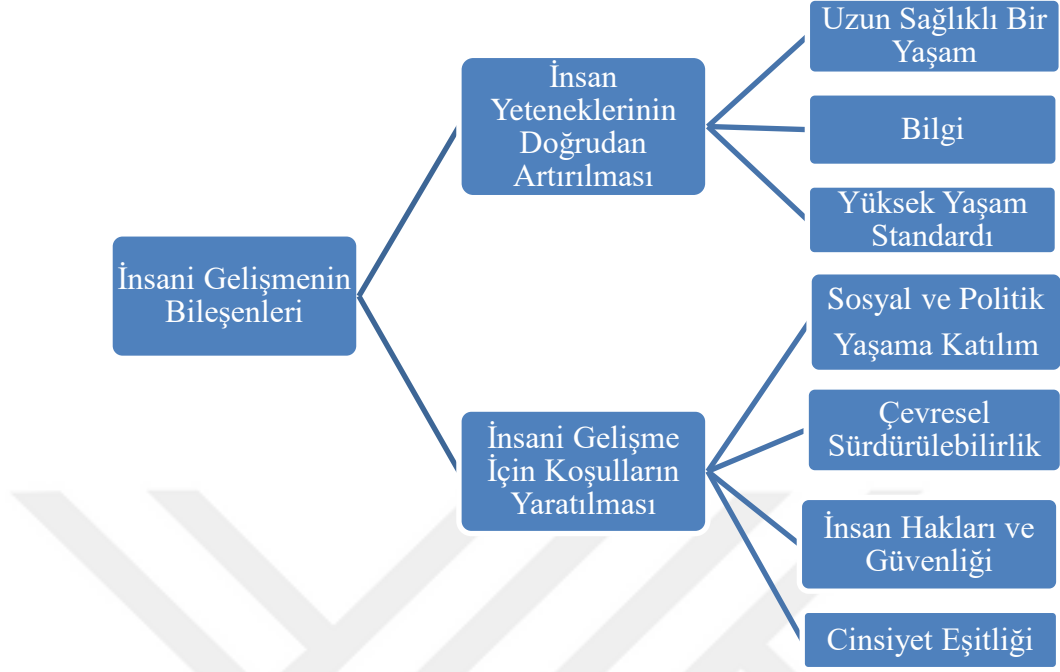 İnsani Gelişmenin
Bileşenleri
İnsan
Yeteneklerinin
Doğrudan
Artırılması
Uzun Sağlıklı Bir
Yaşam
Bilgi
Yüksek Yaşam
Standardı
İnsani Gelişme
İçin Koşulların
Yaratılması
Sosyal ve Politik
Yaşama Katılım
Çevresel
Sürdürülebilirlik
İnsan Hakları ve
Güvenliği
Cinsiyet Eşitliği